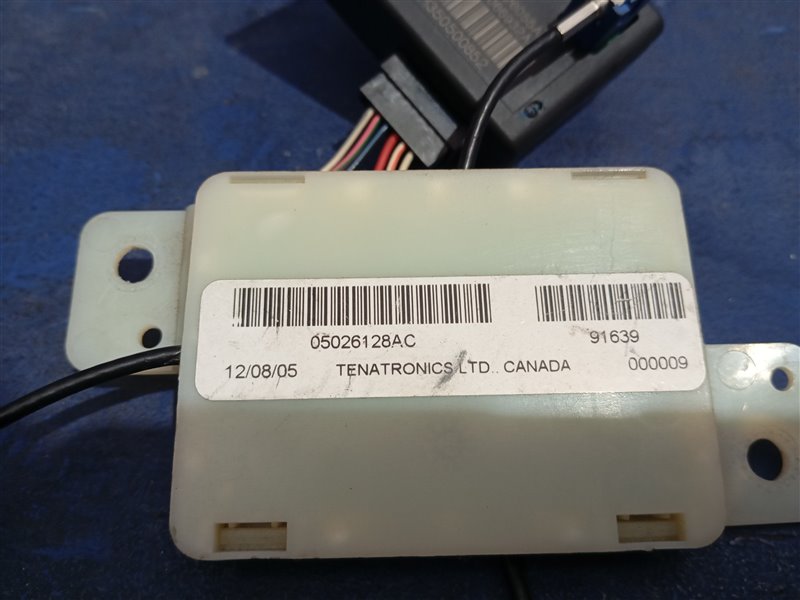 05026128AC 91639
12/08/05 TENATRONICS LTD.. CANADA 000009